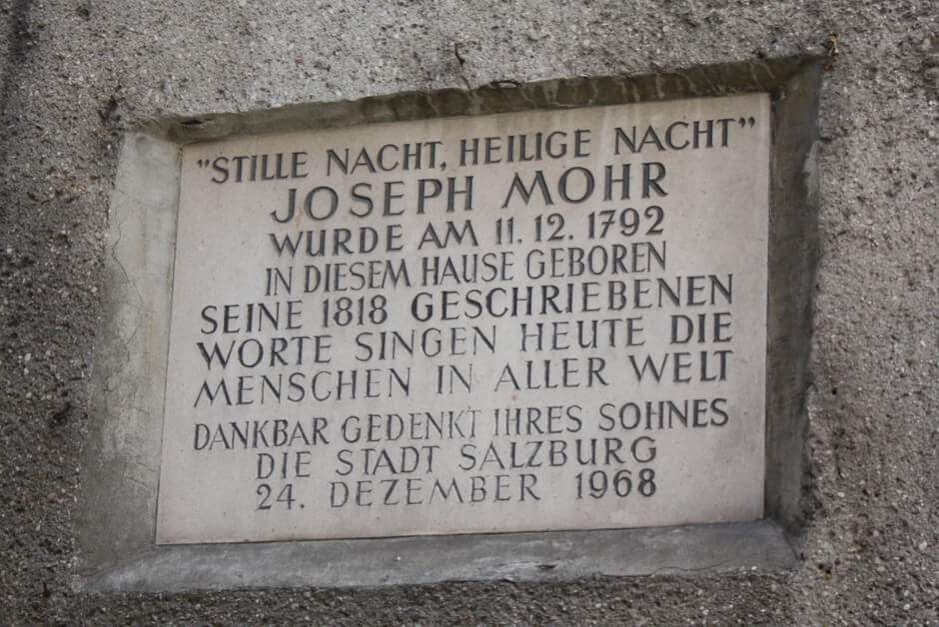 "STILLE NACHT, HEILIGE NACHT"
JOSEPH MOHR
WURDE AM 11.12.1792
IN DIESEM HAUSE GEBOREN
SEINE 1818 GESCHRIEBENEN
WORTE SINGEN HEUTE DIE
MENSCHEN IN ALLER WELT
DANKBAR GEDENKT IHRES SOHNES
DIE STADT SALZBURG
24. DEZEMBER 1968